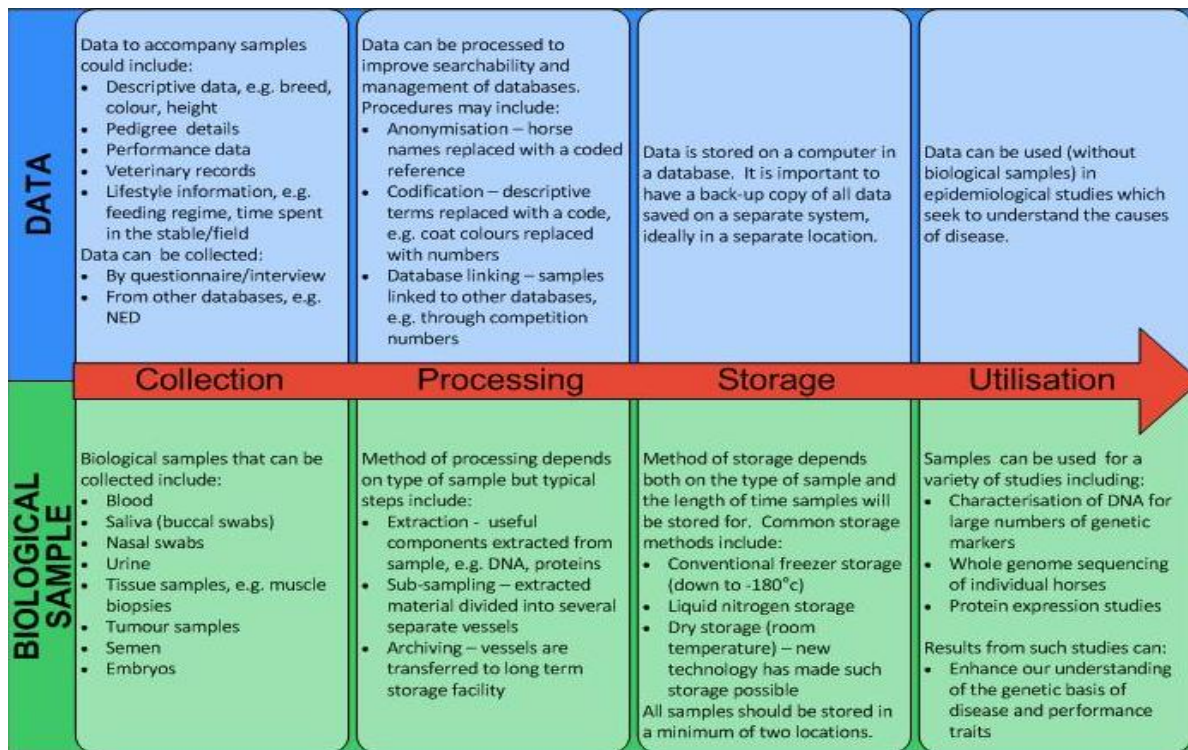 DATA
Data to accompany samples
could include:
• Descriptive data, e.g. breed,
colour, height
• Pedigree details
• Performance data
• Veterinary records
• Lifestyle information, e.g.
feeding regime, time spent
in the stable/field
Data can be collected:
• By questionnaire/interview
• From other databases, e.g.
NED
Data can be processed to
improve searchability and
management of databases.
Procedures may include:
• Anonymisation – horse
names replaced with a coded
reference
• Codification – descriptive
terms replaced with a code,
e.g. coat colours replaced
with numbers
• Database linking – samples
linked to other databases,
e.g. through competition
numbers
Data is stored on a computer in
a database. It is important to
have a back-up copy of all data
saved on a separate system,
ideally in a separate location.
Data can be used (without
biological samples) in
epidemiological studies which
seek to understand the causes
of disease.
Collection
Processing
Storage
Utilisation
BIOLOGICAL
SAMPLE
Biological samples that can be
collected include:
• Blood
• Saliva (buccal swabs)
• Nasal swabs
• Urine
• Tissue samples, e.g. muscle
biopsies
• Tumour samples
• Semen
• Embryos
Method of processing depends
on type of sample but typical
steps include:
• Extraction - useful
components extracted from
sample, e.g. DNA, proteins
• Sub-sampling – extracted
material divided into several
separate vessels
• Archiving – vessels are
transferred to long term
storage facility
Method of storage depends
both on the type of sample and
the length of time samples will
be stored for. Common storage
methods include:
• Conventional freezer storage
(down to -180°c)
• Liquid nitrogen storage
• Dry storage (room
temperature) – new
technology has made such
storage possible
All samples should be stored in
a minimum of two locations.
Samples can be used for a
variety of studies including:
• Characterisation of DNA for
large numbers of genetic
markers
• Whole genome sequencing
of individual horses
• Protein expression studies
Results from such studies can:
• Enhance our understanding
of the genetic basis of
disease and performance
traits